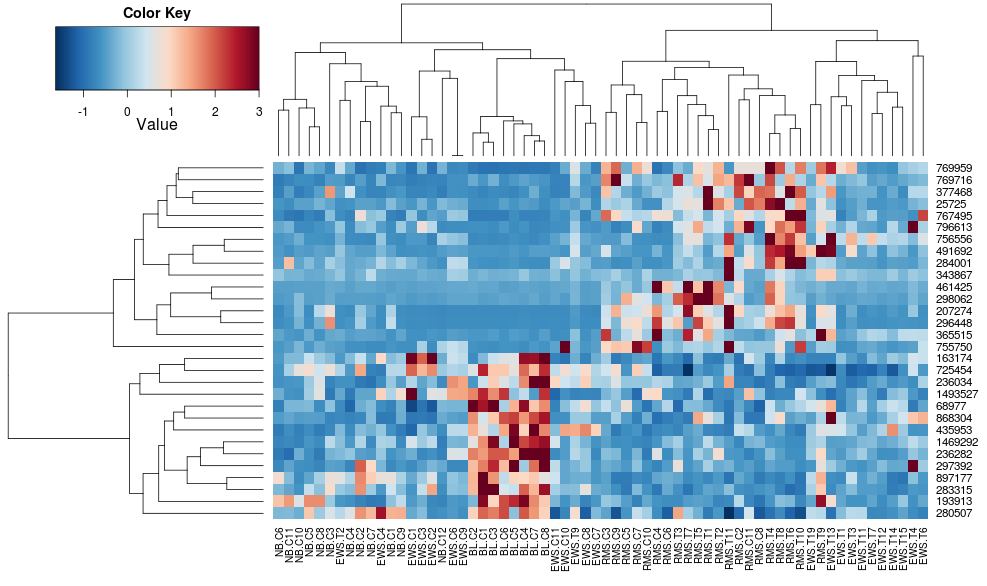 Color Key
-1 0 1 2 3
Value
769959
769716
377468
25725
767495
796613
756556
491692
284001
343867
461425
298062
207274
296448
365515
755750
163174
725454
236034
1493527
68977
868304
435953
1469292
236282
297392
897177
283315
193913
280507
NB.C6
NB.C11
NB.C10
NB.C5
NB.C8
NB.C3
EWS.T2
NB.C4
NB.C2
NB.C7
EWS.C4
NB.C1
NB.C9
EWS.C1
EWS.C3
EWS.C2
NB.C12
EWS.C6
EWS.C9
BL.C2
BL.C1
BL.C3
BL.C6
BL.C5
BL.C4
BL.C7
BL.C8
EWS.C11
EWS.C10
EWS.T9
EWS.C8
EWS.C7
RMS.C3
RMS.C9
RMS.C5
RMS.C7
RMS.C10
RMS.C4
RMS.C6
RMS.T3
RMS.T7
RMS.T5
RMS.T1
RMS.T2
RMS.T11
RMS.C2
RMS.C11
RMS.C8
RMS.T4
RMS.T8
RMS.T6
RMS.T10
EWS.T19
RMS.T9
EWS.T13
EWS.T1
EWS.T3
EWS.T11
EWS.T7
EWS.T12
EWS.T14
EWS.T15
EWS.T4
EWS.T6